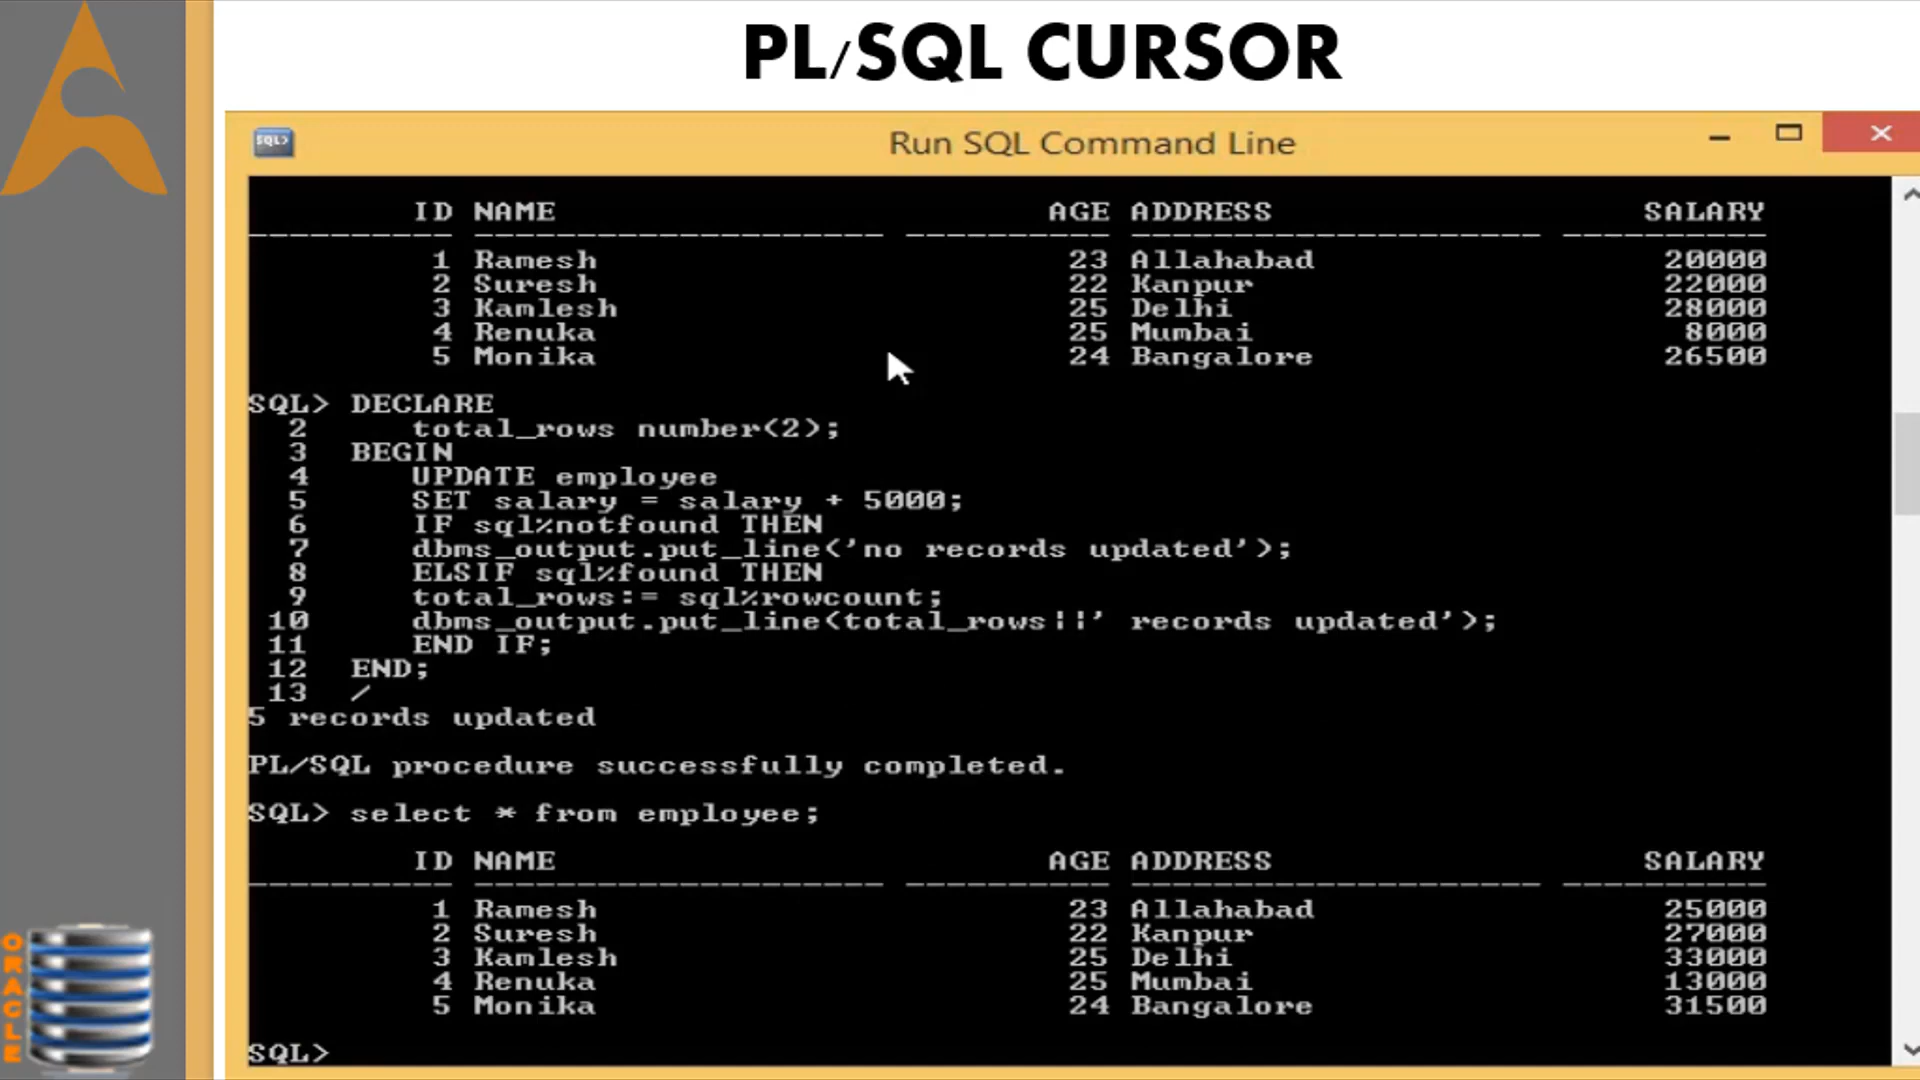 PL/SQL CURSOR
SQL>
Run SQL Command Line
ID NAME AGE ADDRESS SALARY
1 Ramesh 23 Allahabad 20000
2 Suresh 22 Kanpur 22000
3 Kamlesh 25 Delhi 28000
4 Renuka 25 Mumbai 8000
5 Monika 24 Bangalore 26500
SQL> DECLARE
2 total_rows number(2);
3 BEGIN
4 UPDATE employee
5 SET salary = salary + 5000;
6 IF sql%notfound THEN
7 dbms_output.put_line('no records updated');
8 ELSIF sql%found THEN
9 total_rows:= sql%rowcount;
10 dbms_output.put_line(total_rows||' records updated');
11 END IF;
12 END;
13 /
5 records updated
PL/SQL procedure successfully completed.
SQL> select * from employee;
ID NAME AGE ADDRESS SALARY
1 Ramesh 23 Allahabad 25000
2 Suresh 22 Kanpur 27000
3 Kamlesh 25 Delhi 33000
4 Renuka 25 Mumbai 13000
5 Monika 24 Bangalore 31500
SQL>
ORACLE